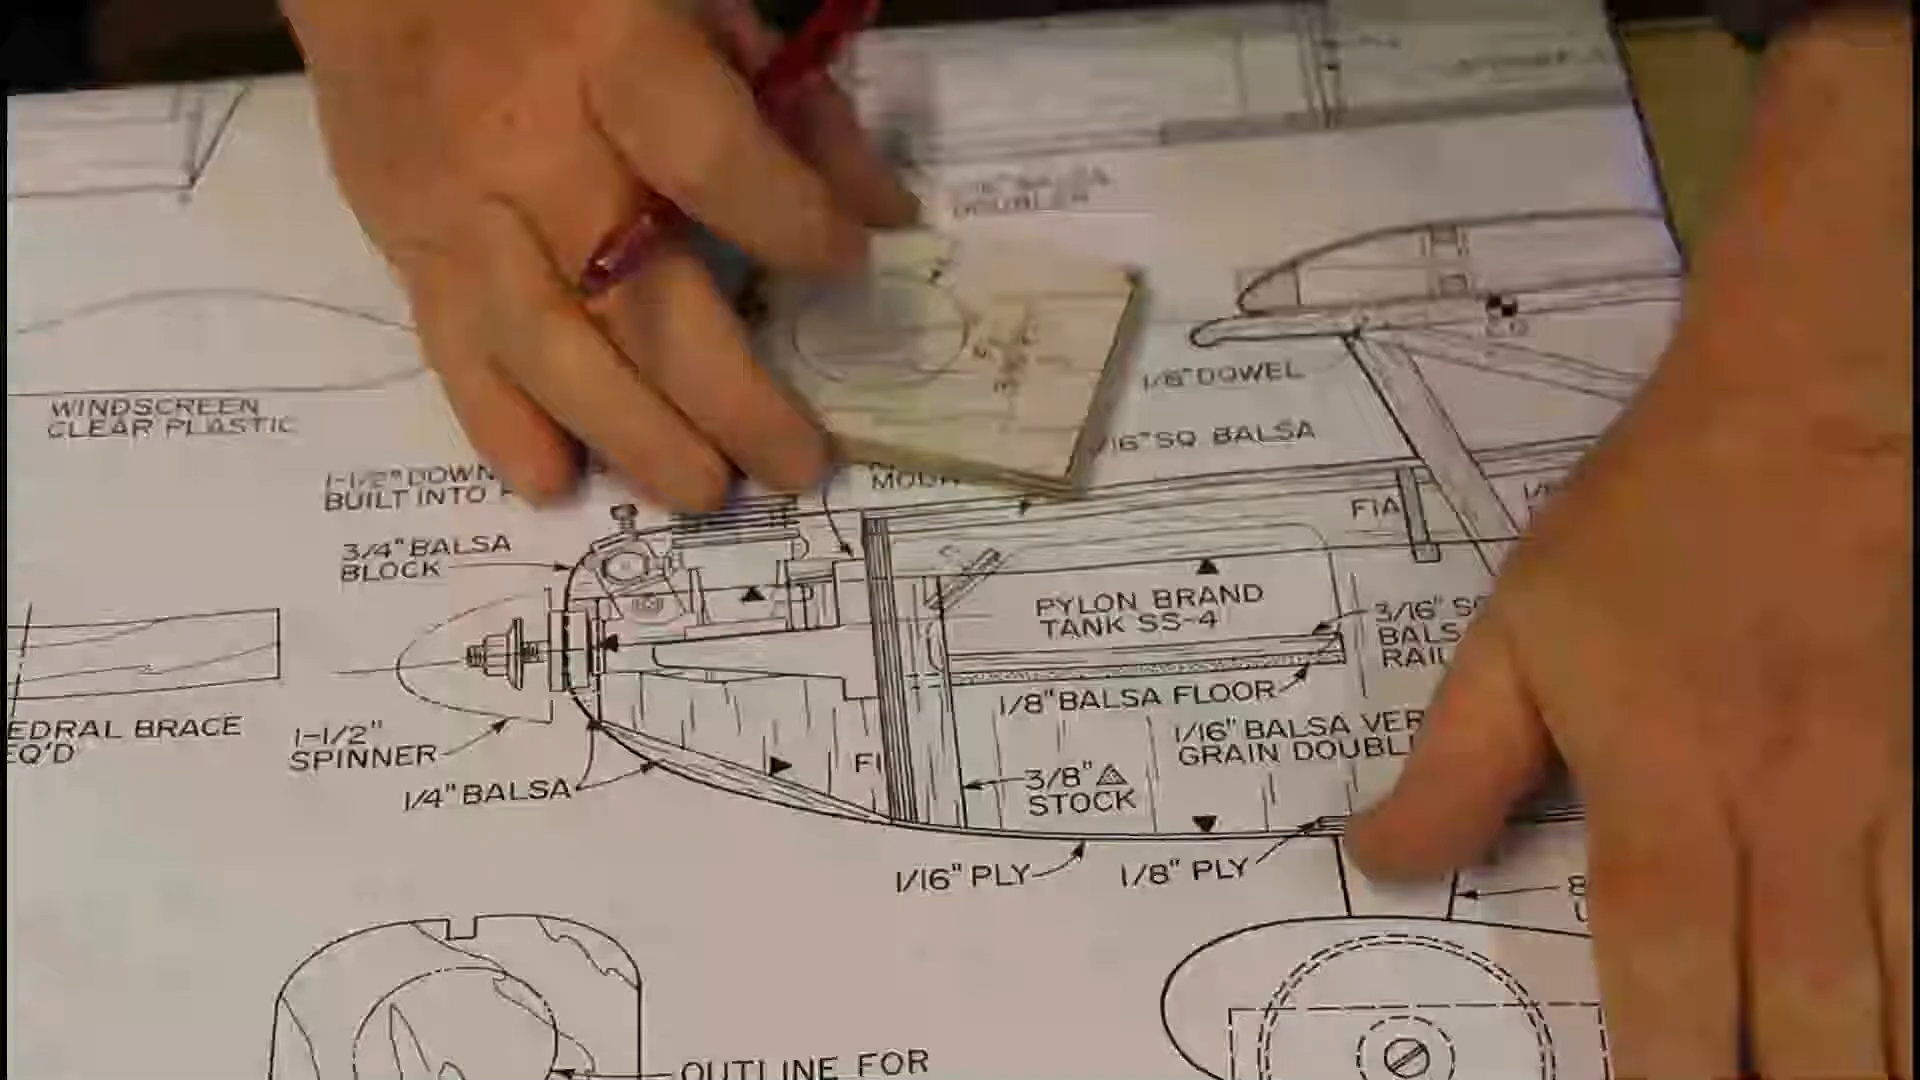 BALSA
DOUBLER
1/8" DOWEL
WINDSCREEN
CLEAR PLASTIC
/16" SQ BALSA
1-1/2" DOWN
BUILT INTO
FIA
3/4" BALSA
BLOCK
PYLON BRAND
TANK SS-4
3/16" S
BALS
RAIL
1/8" BALSA FLOOR
EDRAL BRACE
EQ'D
1-1/2"
SPINNER
1/16" BALSA VER
GRAIN DOUBL
1/4" BALSA
3/8"
STOCK
1/16" PLY
1/8" PLY
OUTLINE FOR